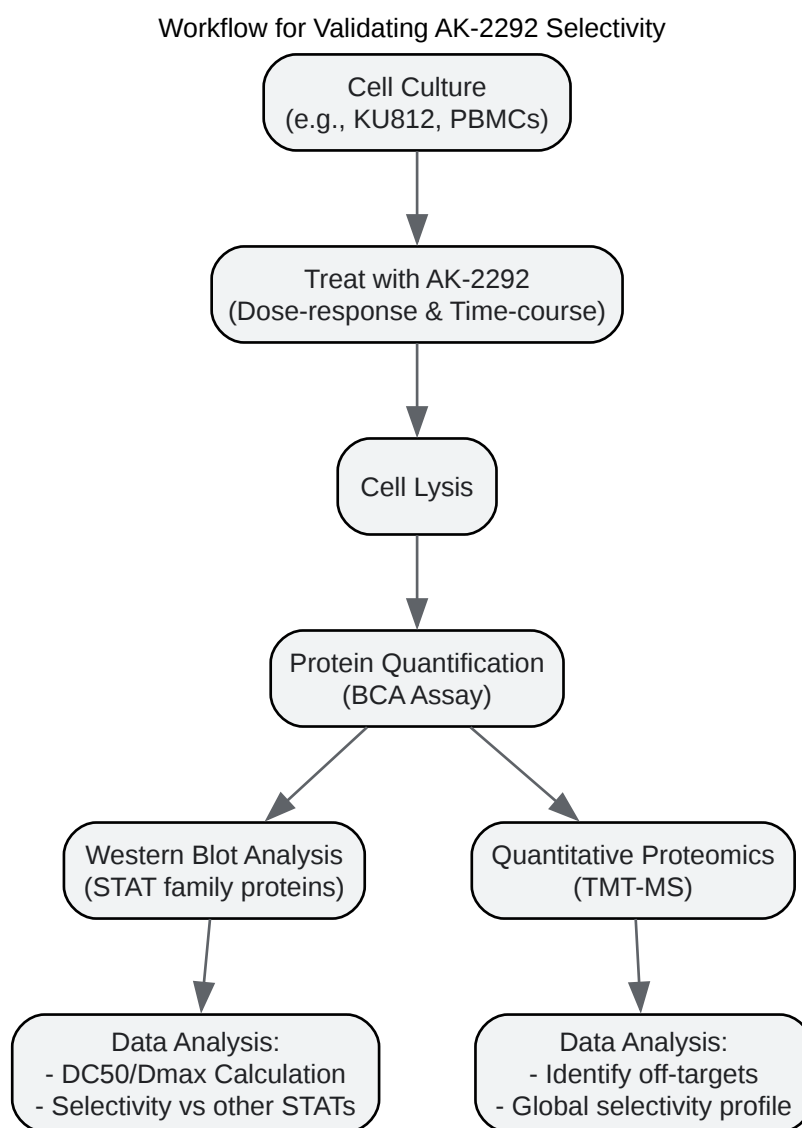 Workflow for Validating AK-2292 Selectivity
Cell Culture
(e.g., KU812, PBMCs)
Treat with AK-2292
(Dose-response & Time-course)
Cell Lysis
Protein Quantification
(BCA Assay)
Western Blot Analysis
(STAT family proteins)
Quantitative Proteomics
(TMT-MS)
Data Analysis:
- DC50/Dmax Calculation
- Selectivity vs other STATs
Data Analysis:
- Identify off-targets
- Global selectivity profile